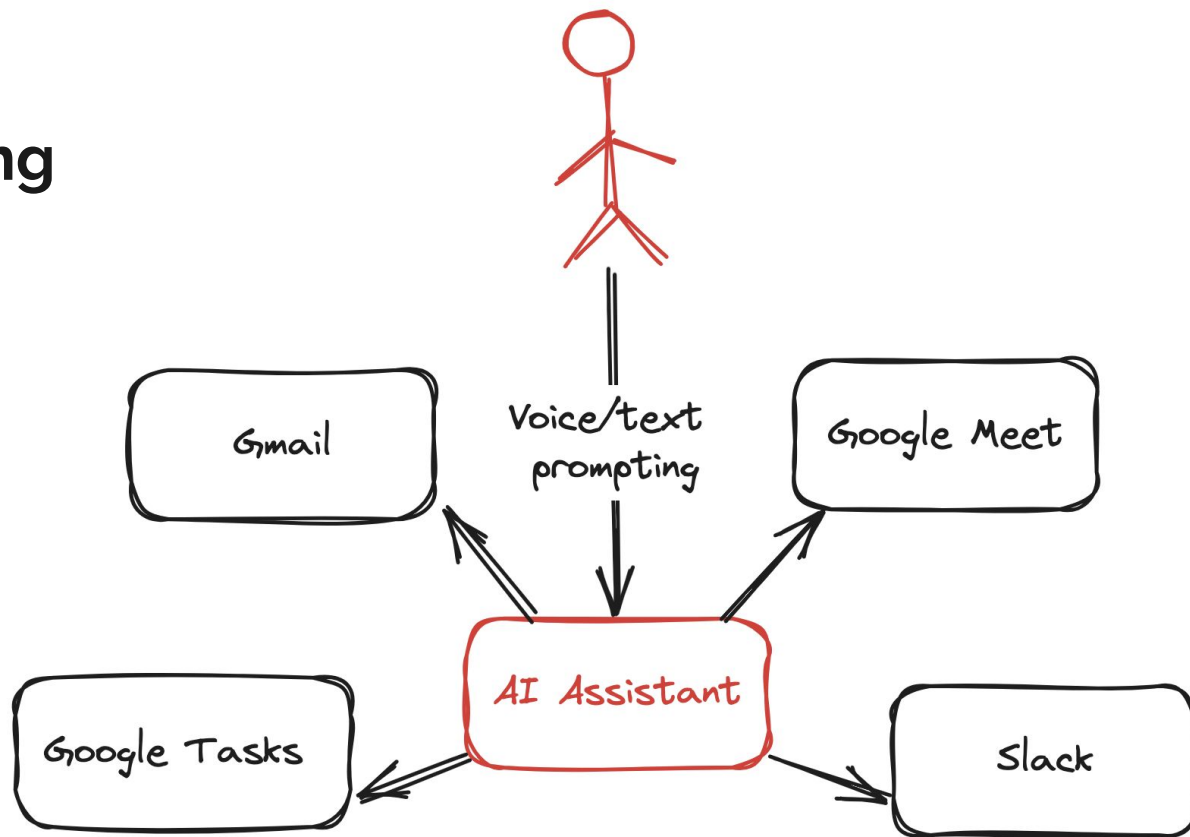 ng
Gmail
Voice/text
prompting
Google Meet
AI Assistant
Google Tasks
Slack